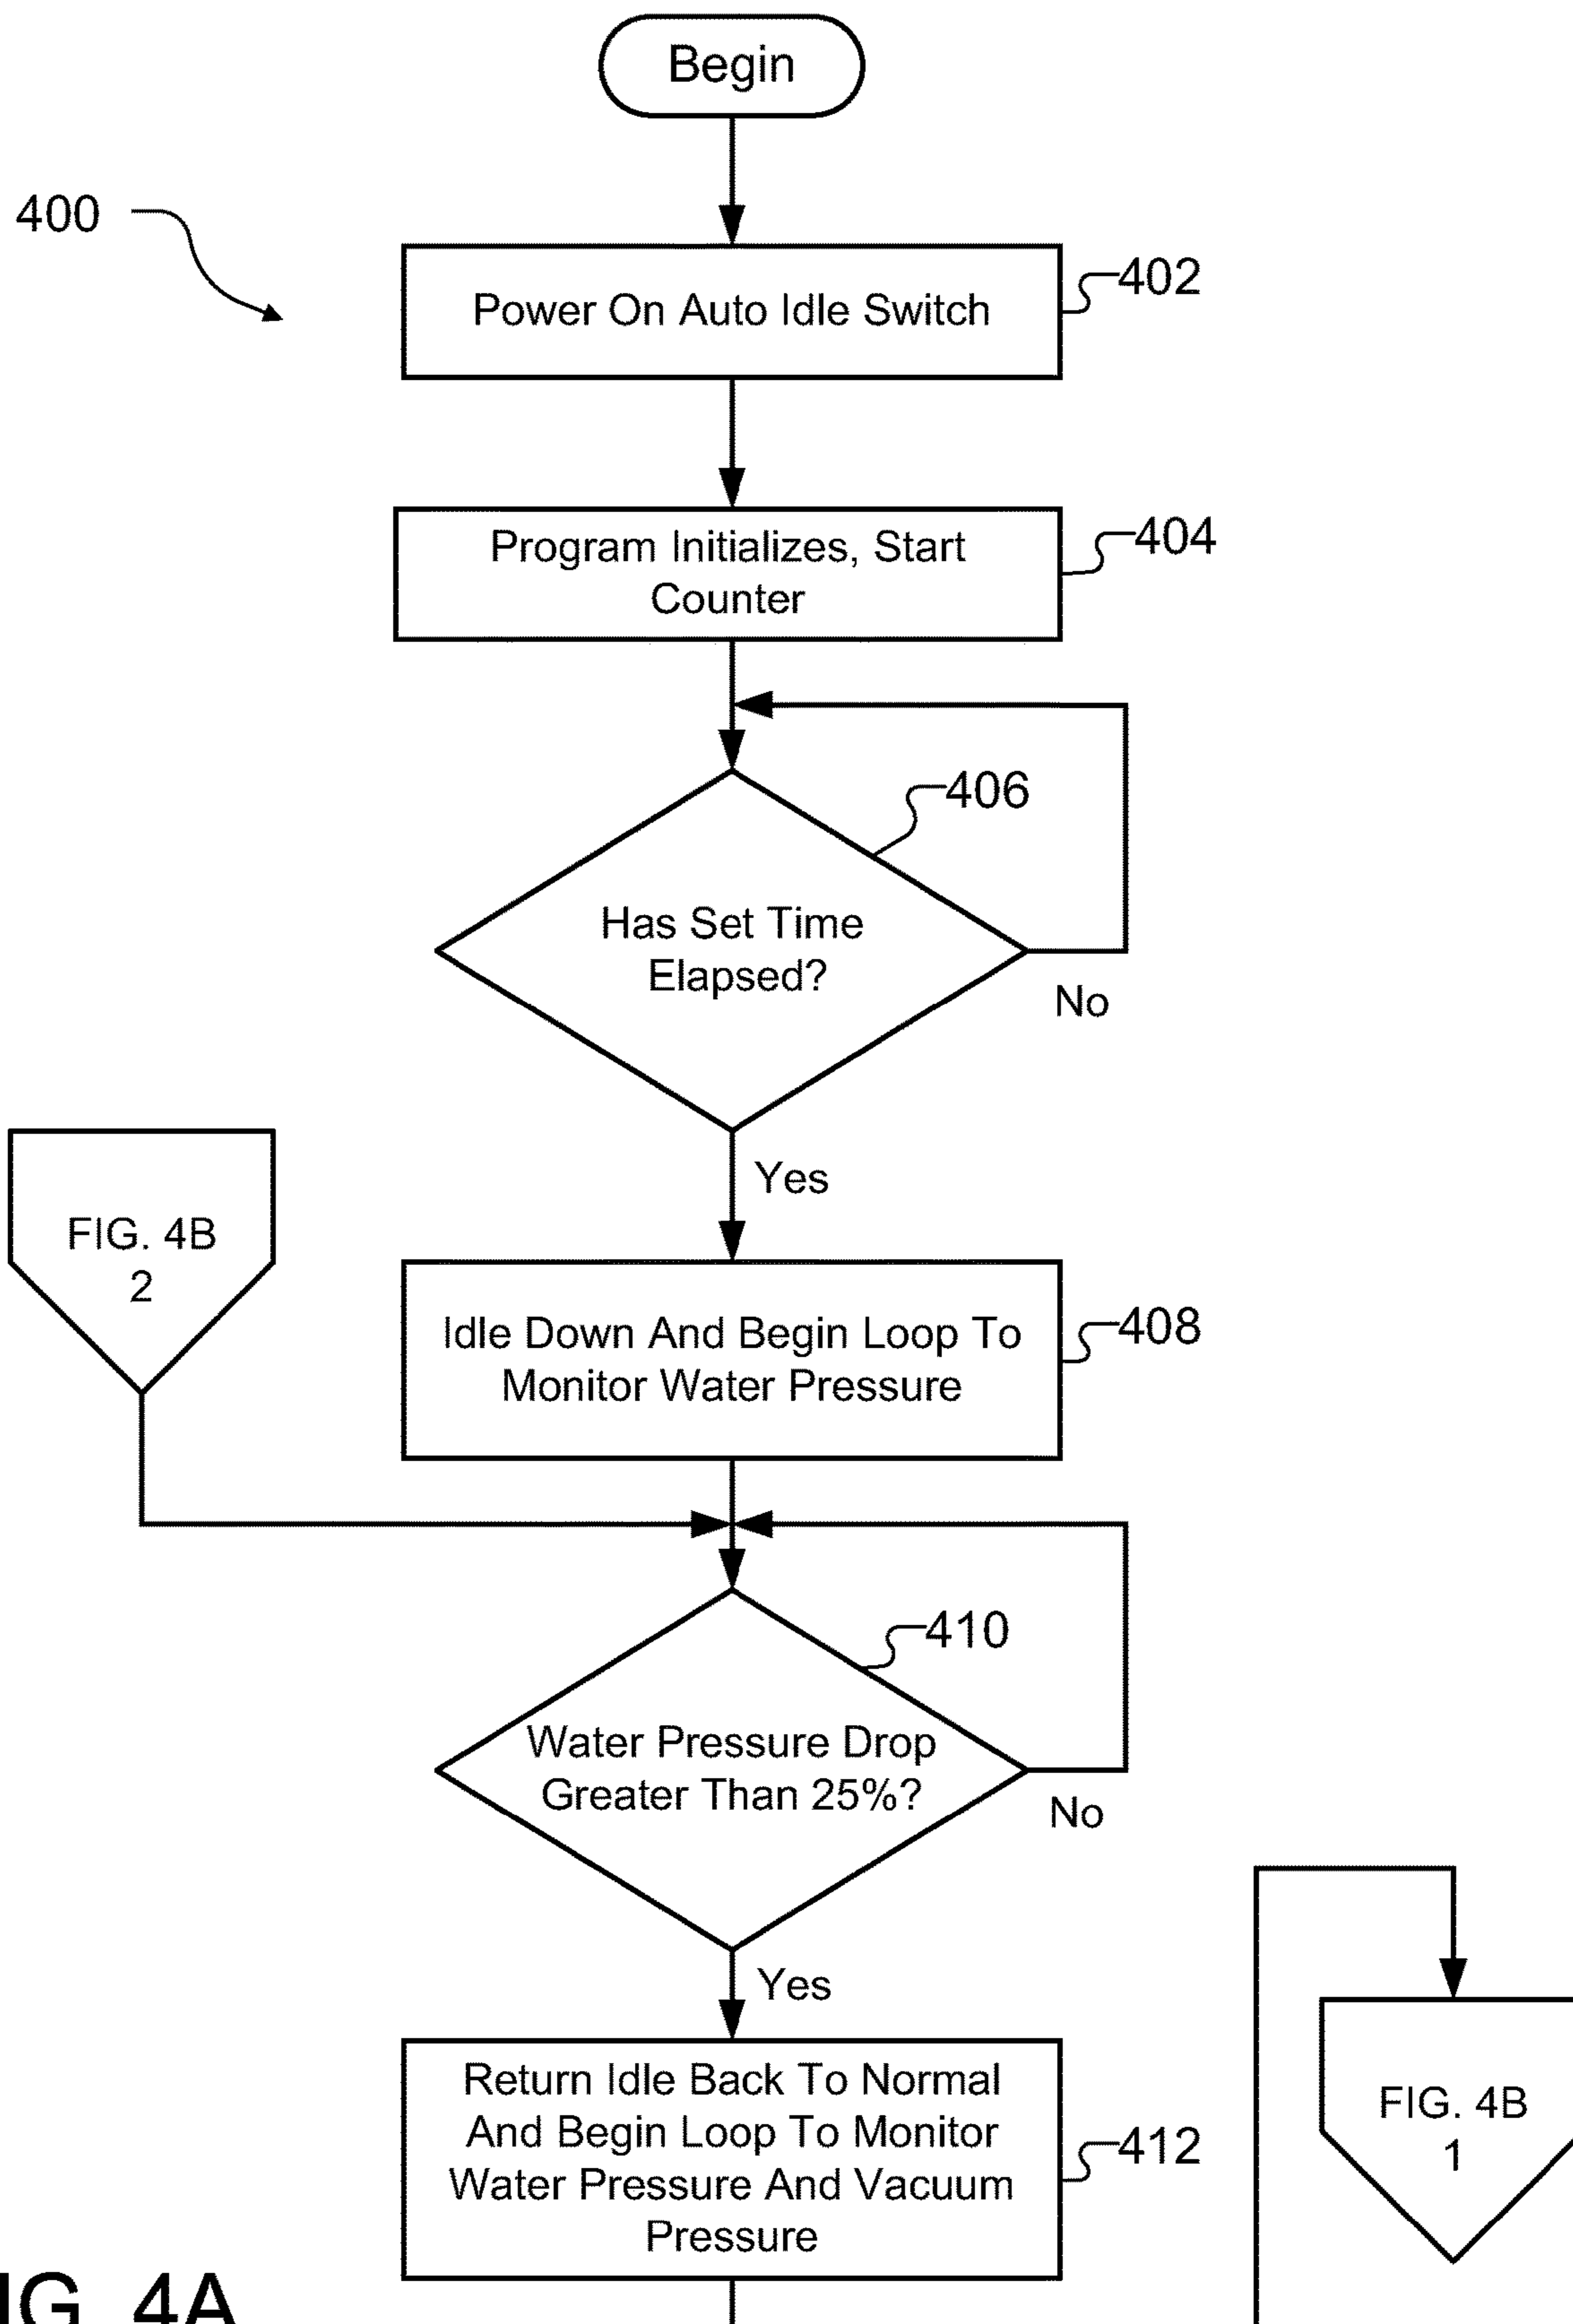 Begin
400
Power On Auto Idle Switch
402
Program Initializes, Start
Counter
404
406
Has Set Time
Elapsed?
No
Yes
FIG. 4B
2
Idle Down And Begin Loop To
Monitor Water Pressure
408
410
Water Pressure Drop
Greater Than 25%?
No
Yes
Return Idle Back To Normal
And Begin Loop To Monitor
Water Pressure And Vacuum
Pressure
412
FIG. 4B
1
IG. 4A